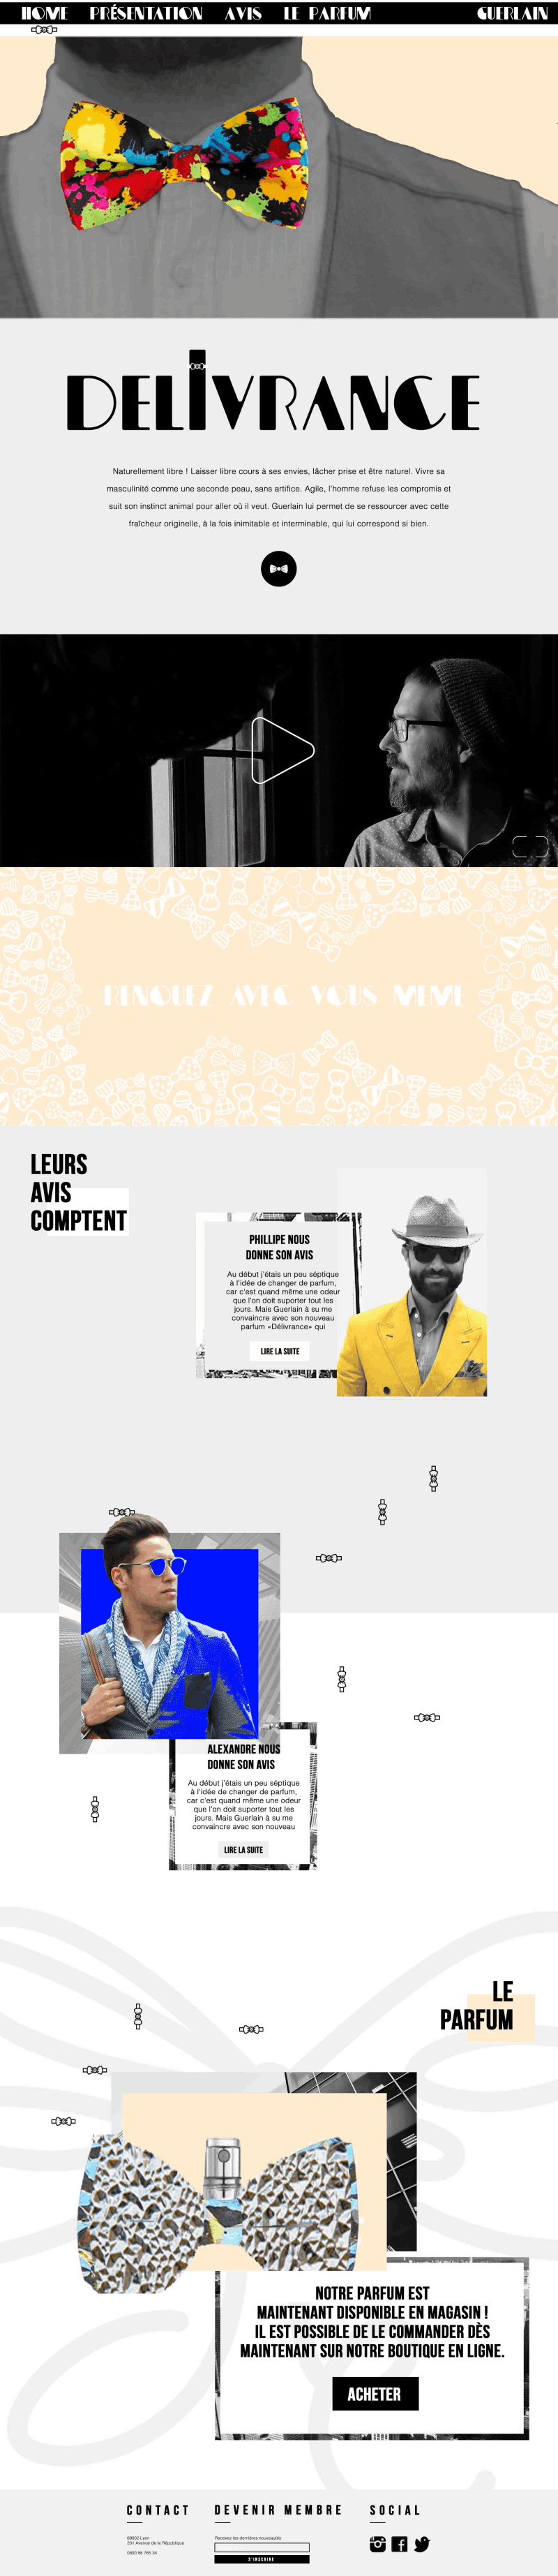 HOME PRÉSENTATION AVIS LE PARFUM GUERLAIN
DELIVRANCE
Naturellement libre ! Laisser libre cours à ses envies, lâcher prise et être naturel. Vivre sa
masculinité comme une seconde peau, sans artifice. Agile, l'homme refuse les compromis et
suit son instinct animal pour aller où il veut. Guerlain lui permet de se ressourcer avec cette
fraîcheur originelle, à la fois inimitable et interminable, qui lui correspond si bien.
RENOUEZ AVEC VOUS MEME
LEURS
AVIS
COMPTENT
PHILLIPE NOUS
DONNE SON AVIS
Au début j'étais un peu séptique
à l'idée de changer de parfum,
car c'est quand même une odeur
que l'on doit suporter tout les
jours. Mais Guerlain à su me
convaincre avec son nouveau
parfum «Délivrance» qui
LIRE LA SUITE
ALEXANDRE NOUS
DONNE SON AVIS
Au début j'étais un peu séptique
à l'idée de changer de parfum,
car c'est quand même une odeur
que l'on doit suporter tout les
jours. Mais Guerlain à su me
convaincre avec son nouveau
LIRE LA SUITE
LE
PARFUM
NOTRE PARFUM EST
MAINTENANT DISPONIBLE EN MAGASIN !
IL EST POSSIBLE DE LE COMMANDER DÈS
MAINTENANT SUR NOTRE BOUTIQUE EN LIGNE.
ACHETER
CONTACT
69002 Lyon
201 Avenue de la République
0800 98 765 34
DEVENIR MEMBRE
Recevez les dernières nouveautés
S'INSCRIRE
SOCIAL